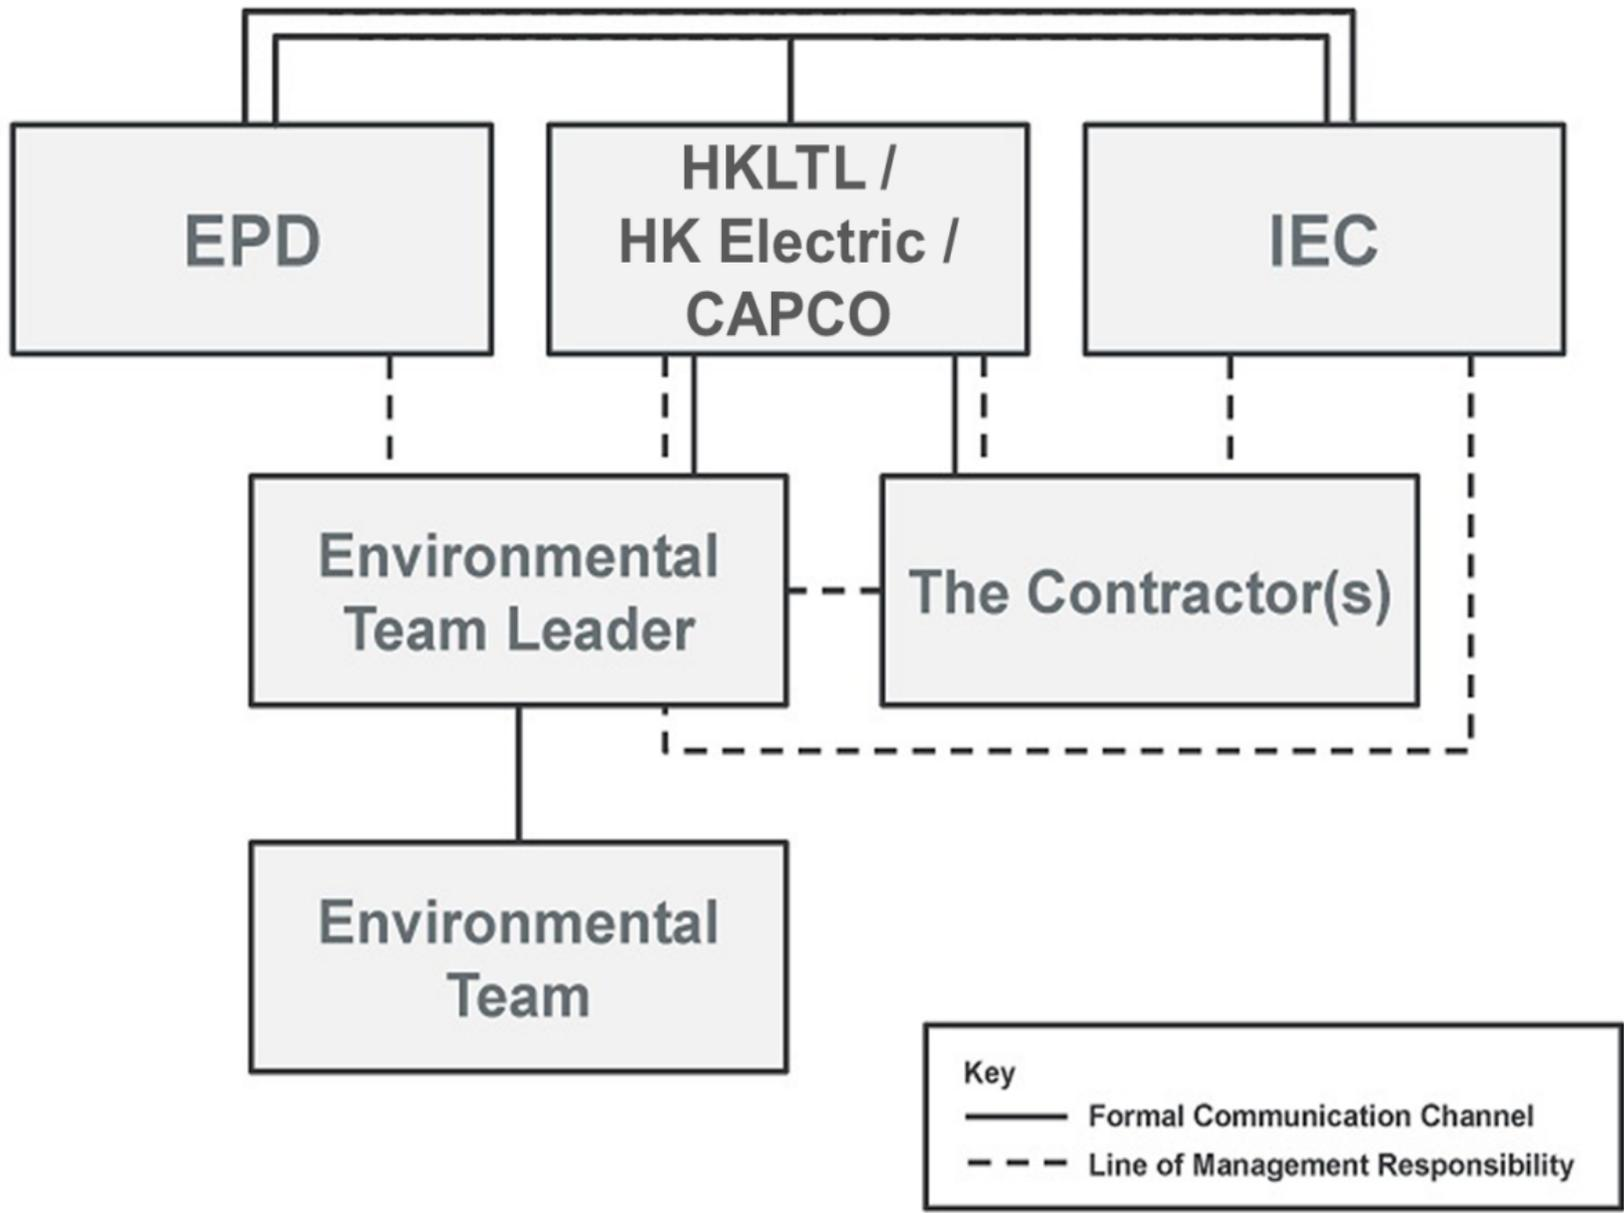 EPD
HKLTL /
HK Electric /
CAPCO
IEC
Environmental
Team Leader
The Contractor(s)
Environmental
Team
Key
Formal Communication Channel
Line of Management Responsibility